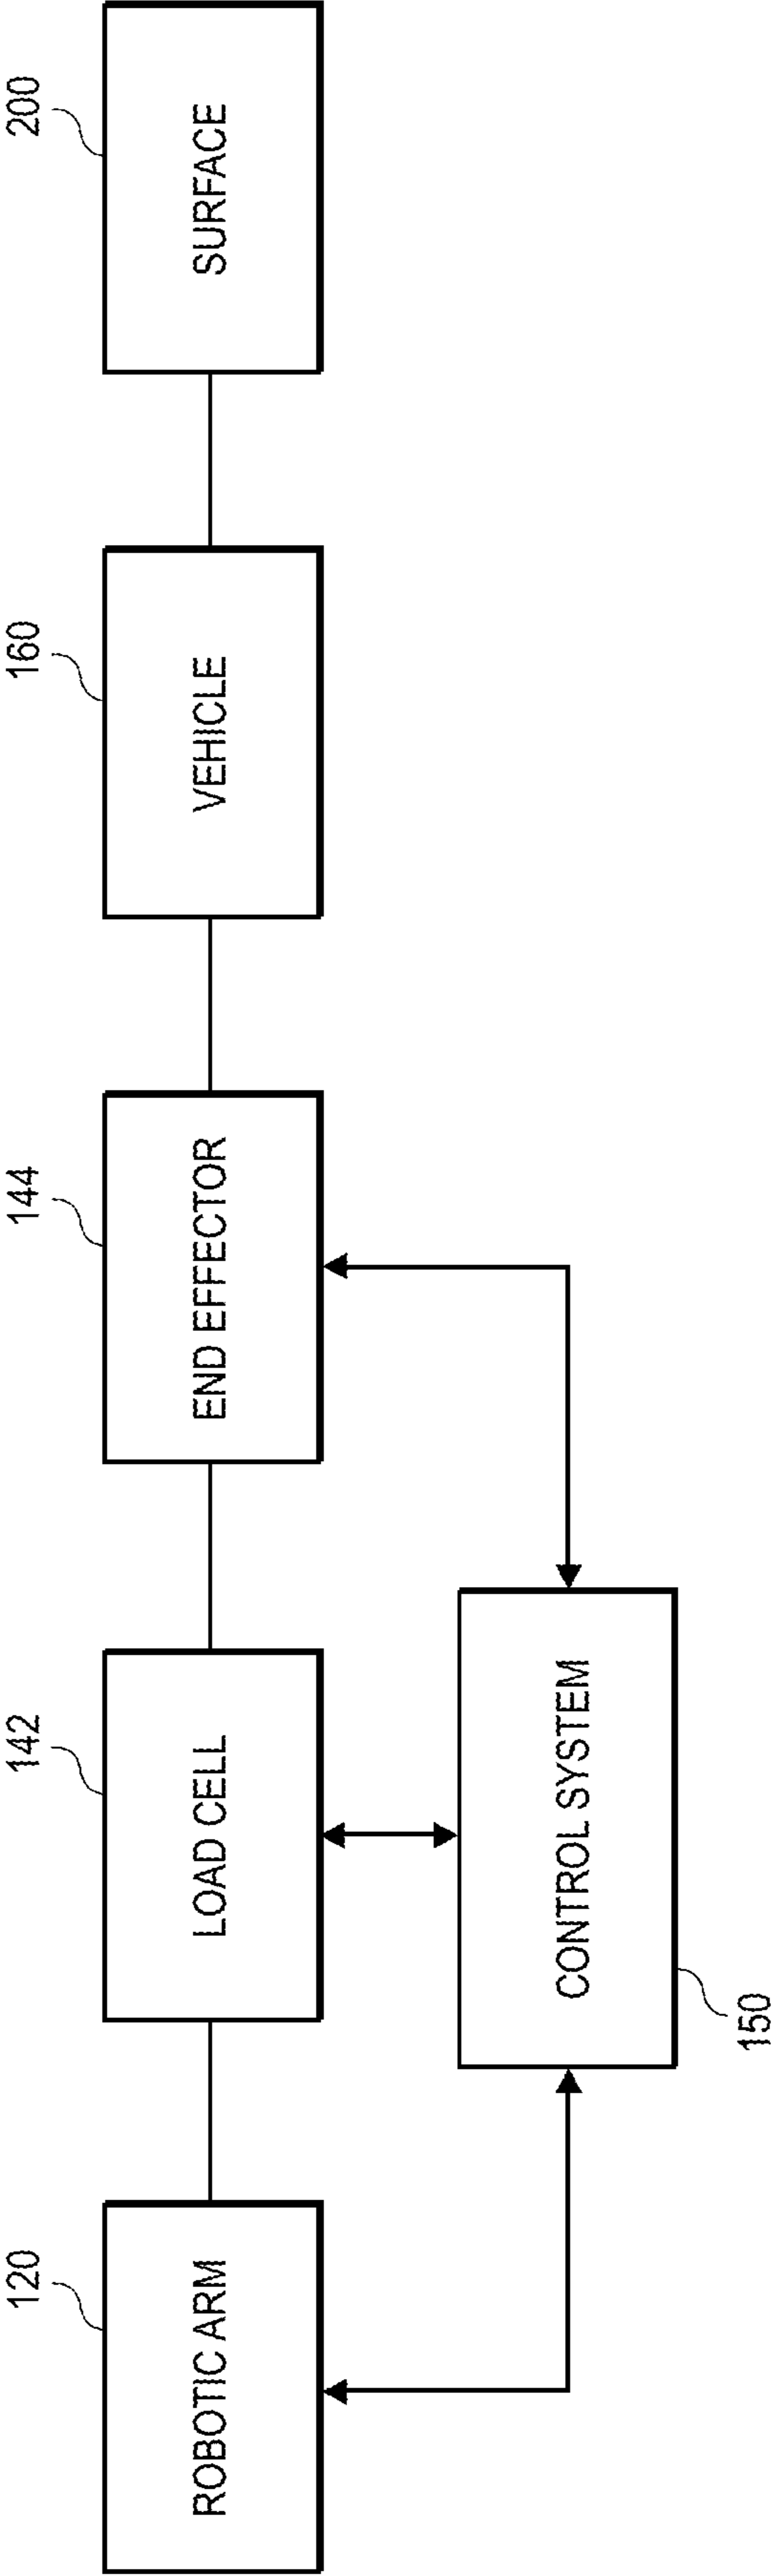 120
142
144
160
200
ROBOTIC ARM
LOAD CELL
END EFFECTOR
VEHICLE
SURFACE
CONTROL SYSTEM
150